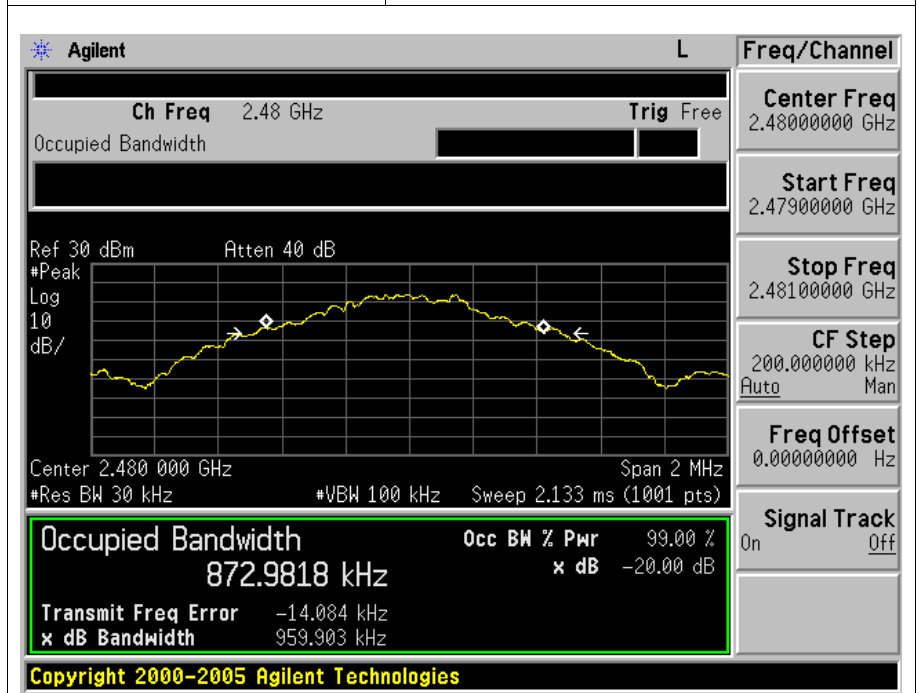 Agilent L Freq/Channel
Ch Freq 2.48 GHz Trig Free
Occupied Bandwidth
Center Freq
2.48000000 GHz
Start Freq
2.47900000 GHz
Stop Freq
2.48100000 GHz
CF Step
200.000000 kHz
Auto Man
Freq Offset
0.00000000 Hz
Signal Track
On Off
Ref 30 dBm Atten 40 dB
#Peak
Log
10
dB/
Center 2.480 000 GHz Span 2 MHz
#Res BW 30 kHz #VBW 100 kHz Sweep 2.133 ms (1001 pts)
Occupied Bandwidth Occ BW % Pwr 99.00 %
872.9818 kHz x dB -20.00 dB
Transmit Freq Error -14.084 kHz
x dB Bandwidth 959.903 kHz
Copyright 2000-2005 Agilent Technologies